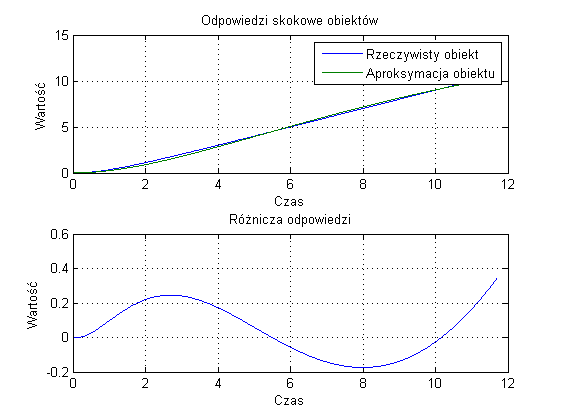 Odpowiedzi skokowe obiektów
15
10
5
0
Wartość
Rzeczywisty obiekt
Aproksymacja obiektu
0 2 4 6 8 10 12
Czas
Różnicza odpowiedzi
0.6
0.4
0.2
0
-0.2
Wartość
0 2 4 6 8 10 12
Czas